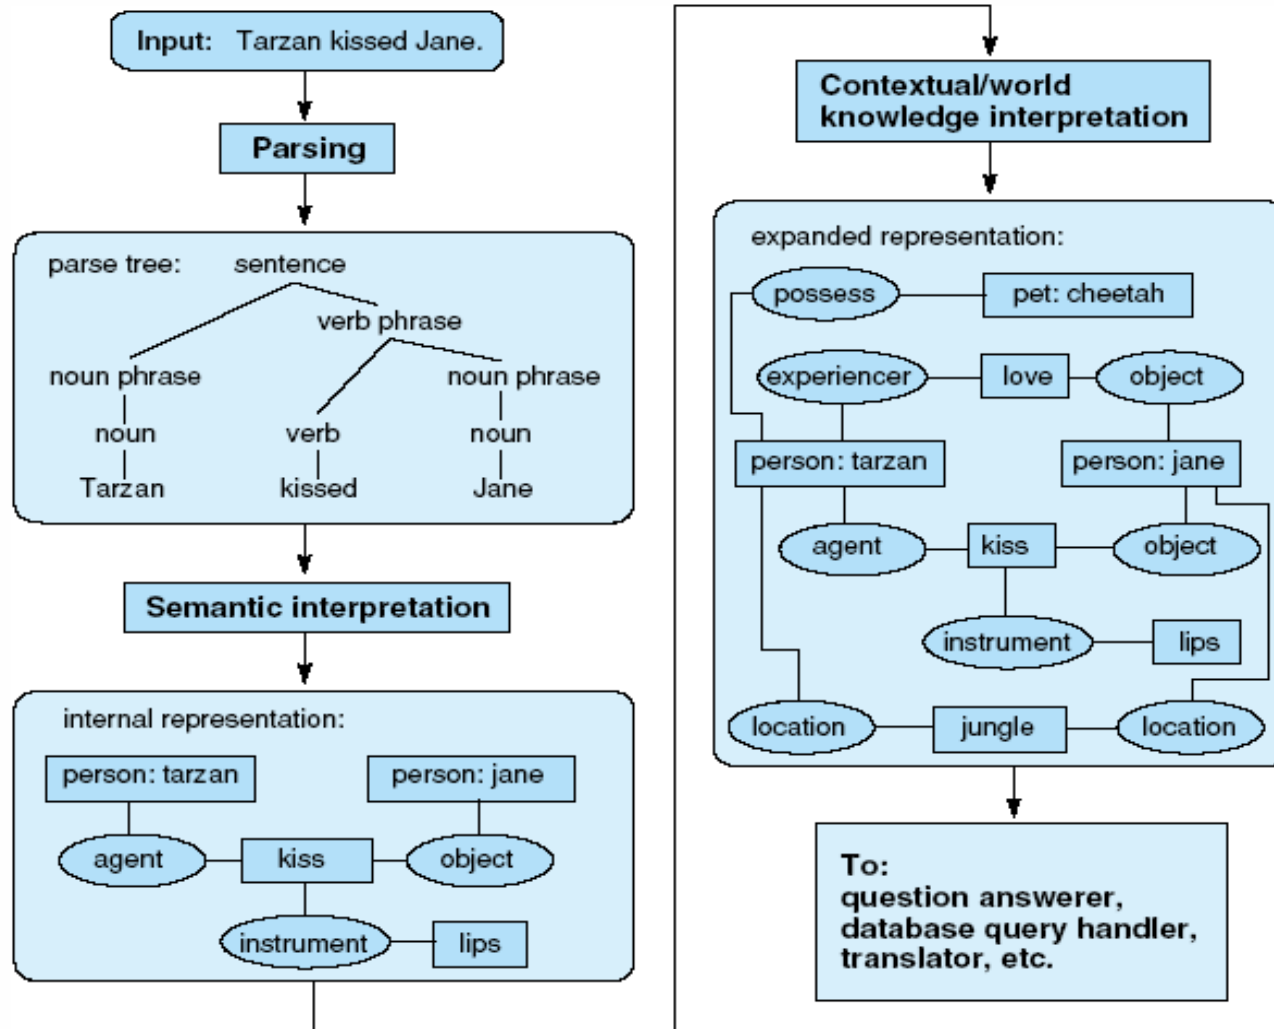 Input: Tarzan kissed Jane.
Parsing
parse tree: sentence
verb phrase
noun phrase noun phrase
noun verb noun
Tarzan kissed Jane
Semantic interpretation
internal representation:
person: tarzan person: jane
agent kiss object
instrument lips
Contextual/world
knowledge interpretation
expanded representation:
possess pet: cheetah
experiencer love object
person: tarzan person: jane
agent kiss object
instrument lips
location jungle location
To:
question answerer,
database query handler,
translator, etc.